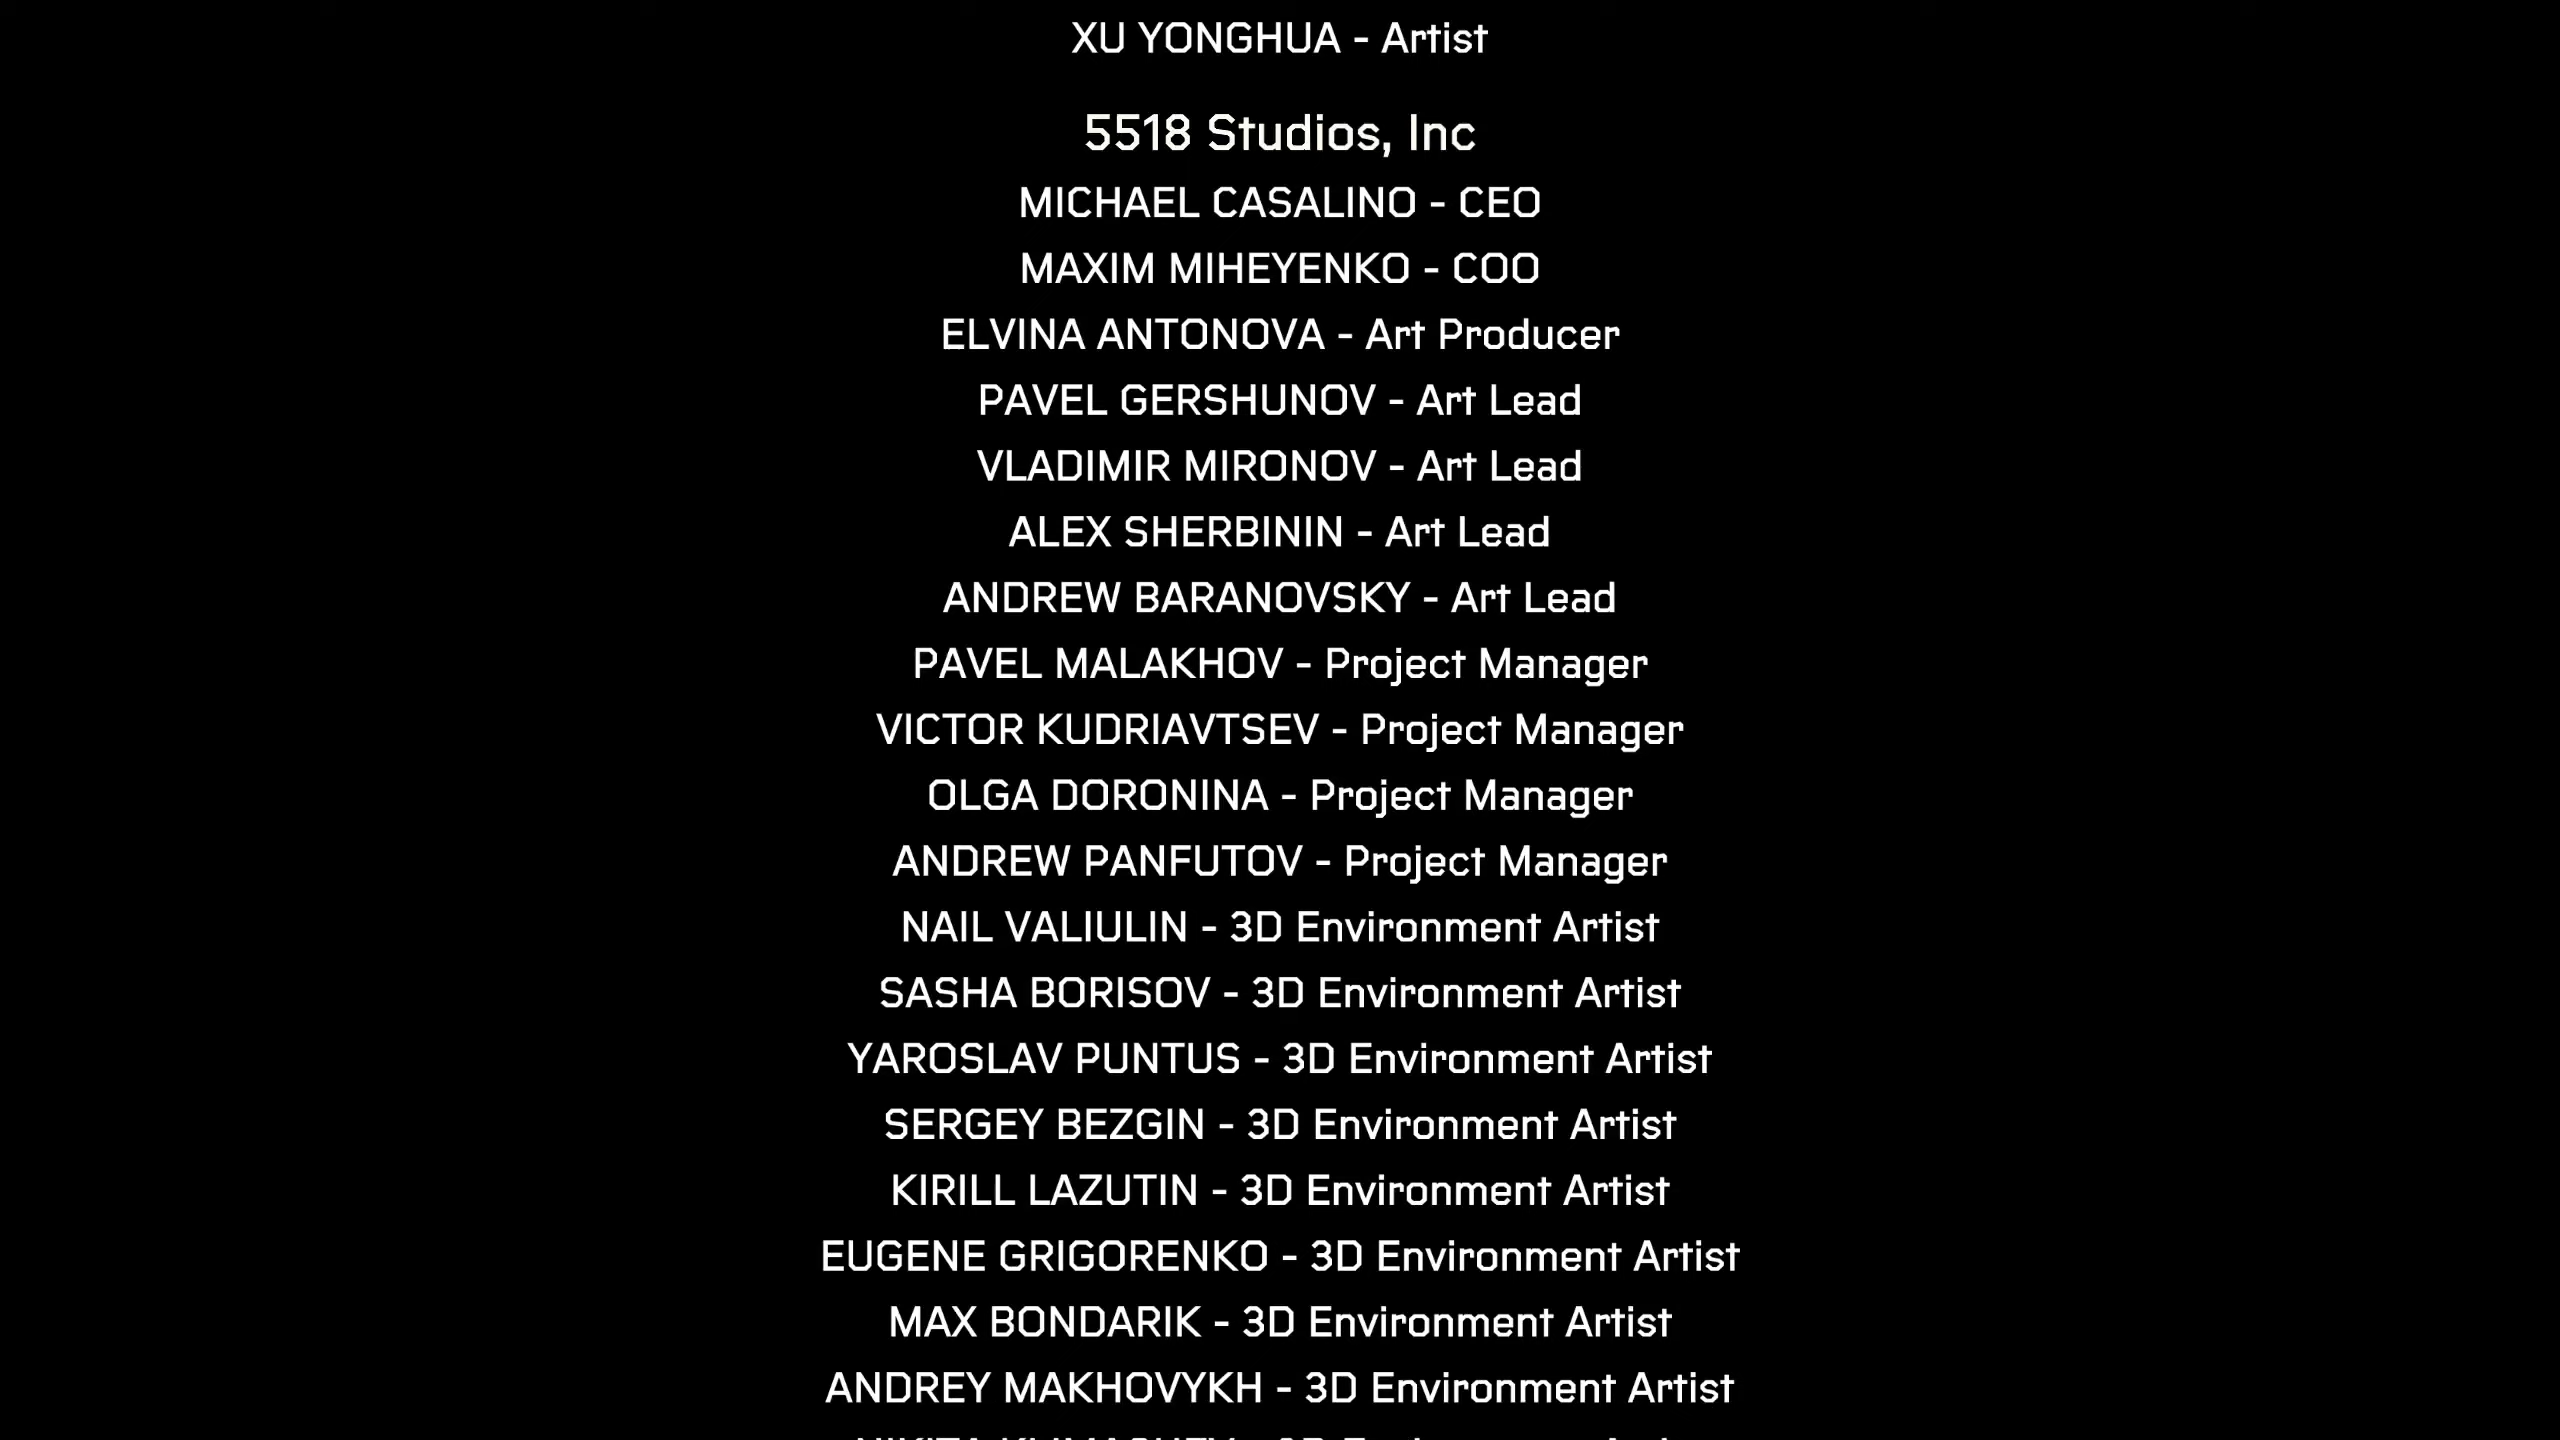 XU YONGHUA - Artist
5518 Studios, Inc
MICHAEL CASALINO - CEO
MAXIM MIHEYENKO - COO
ELVINA ANTONOVA - Art Producer
PAVEL GERSHUNOV - Art Lead
VLADIMIR MIRONOV - Art Lead
ALEX SHERBININ - Art Lead
ANDREW BARANOVSKY - Art Lead
PAVEL MALAKHOV - Project Manager
VICTOR KUDRIAVTSEV - Project Manager
OLGA DORONINA - Project Manager
ANDREW PANFUTOV - Project Manager
NAIL VALIULIN - 3D Environment Artist
SASHA BORISOV - 3D Environment Artist
YAROSLAV PUNTUS - 3D Environment Artist
SERGEY BEZGIN - 3D Environment Artist
KIRILL LAZUTIN - 3D Environment Artist
EUGENE GRIGORENKO - 3D Environment Artist
MAX BONDARIK - 3D Environment Artist
ANDREY MAKHOVYKH - 3D Environment Artist